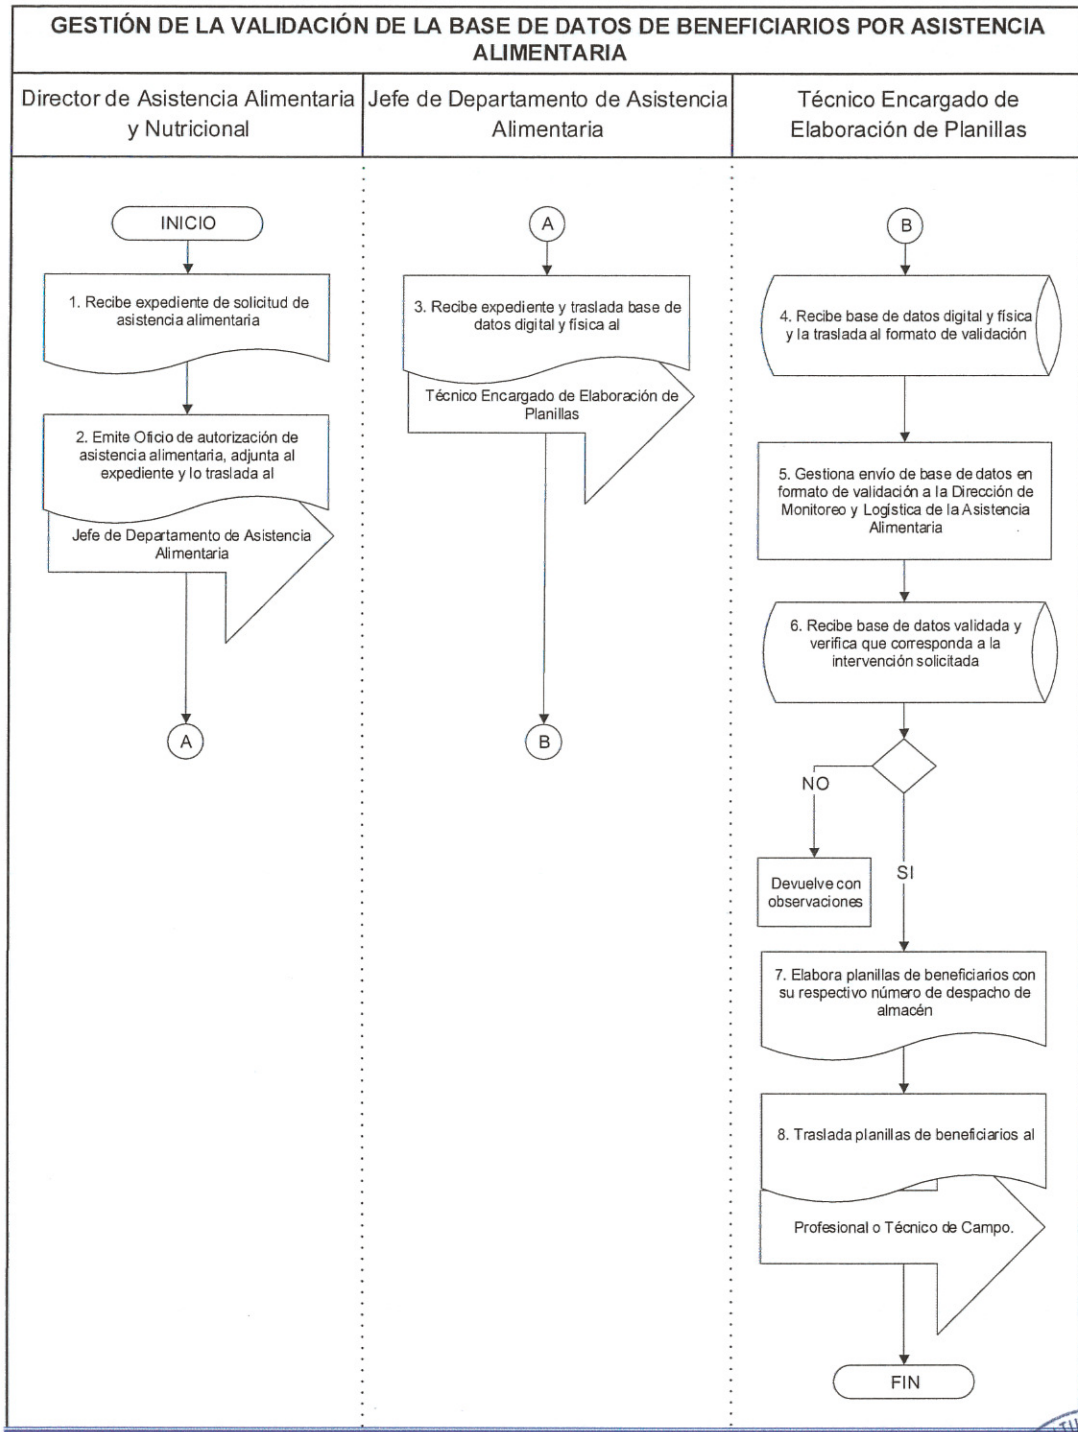 GESTIÓN DE LA VALIDACIÓN DE LA BASE DE DATOS DE BENEFICIARIOS POR ASISTENCIA
ALIMENTARIA
Director de Asistencia Alimentaria
y Nutricional
Jefe de Departamento de Asistencia
Alimentaria
Técnico Encargado de
Elaboración de Planillas
INICIO
1. Recibe expediente de solicitud de
asistencia alimentaria
2. Emite Oficio de autorización de
asistencia alimentaria, adjunta al
expediente y lo traslada al
Jefe de Departamento de Asistencia
Alimentaria
A
A
3. Recibe expediente y traslada base de
datos digital y física al
Técnico Encargado de Elaboración de
Planillas
B
B
4. Recibe base de datos digital y física
y la traslada al formato de validación
5. Gestiona envío de base de datos en
formato de validación a la Dirección de
Monitoreo y Logística de la Asistencia
Alimentaria
6. Recibe base de datos validada y
verifica que corresponda a la
intervención solicitada
NO
Devuelve con
observaciones
SI
7. Elabora planillas de beneficiarios con
su respectivo número de despacho de
almacén
8. Traslada planillas de beneficiarios al
Profesional o Técnico de Campo.
FIN